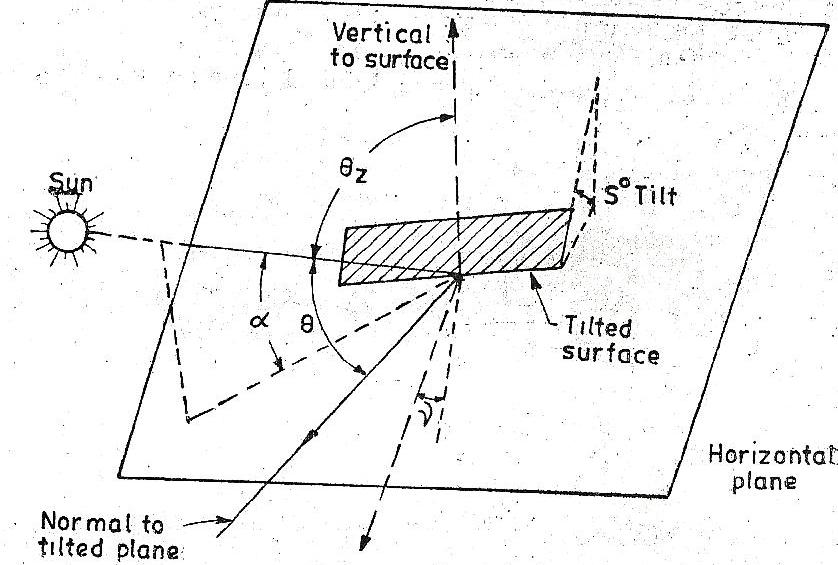 Vertical
to surface
θz
Sun
S° Tilt
α
θ
Tilted
surface
Horizontal
plane
Normal to
tilted plane